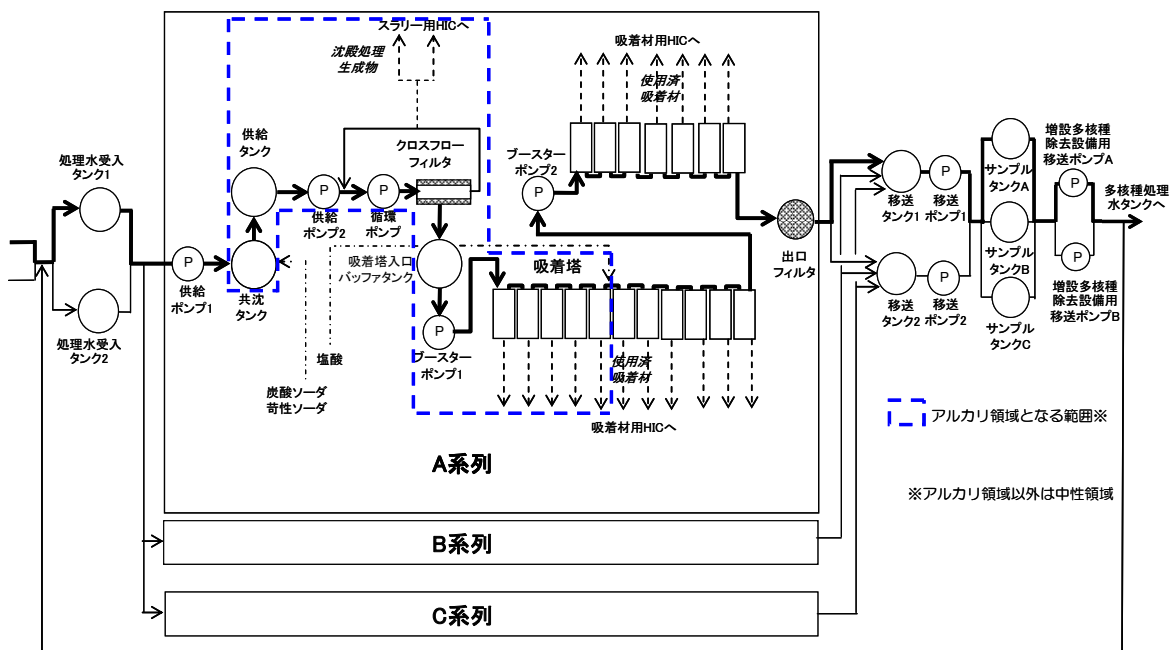 スラリー用HICへ
沈殿処理
生成物
吸着材用HICへ
使用済
吸着材
処理水受入
タンク1
処理水受入
タンク2
供給
タンク
クロスフロー
フィルタ
P
供給
ポンプ1
共沈
タンク
P
供給
ポンプ2
P
循環
ポンプ
吸着塔入口
バッファタンク
P
ブースター
ポンプ1
塩酸
炭酸ソーダ
苛性ソーダ
ブースター
ポンプ2
P
吸着塔
使用済
吸着材
吸着材用HICへ
出口
フィルタ
A系列
B系列
C系列
移送
タンク1
P
移送
ポンプ1
移送
タンク2
P
移送
ポンプ2
サンプル
タンクA
サンプル
タンクB
サンプル
タンクC
増設多核種
除去設備用
移送ポンプA
P
P
増設多核種
除去設備用
移送ポンプB
多核種処理
水タンクへ
アルカリ領域となる範囲※
※アルカリ領域以外は中性領域